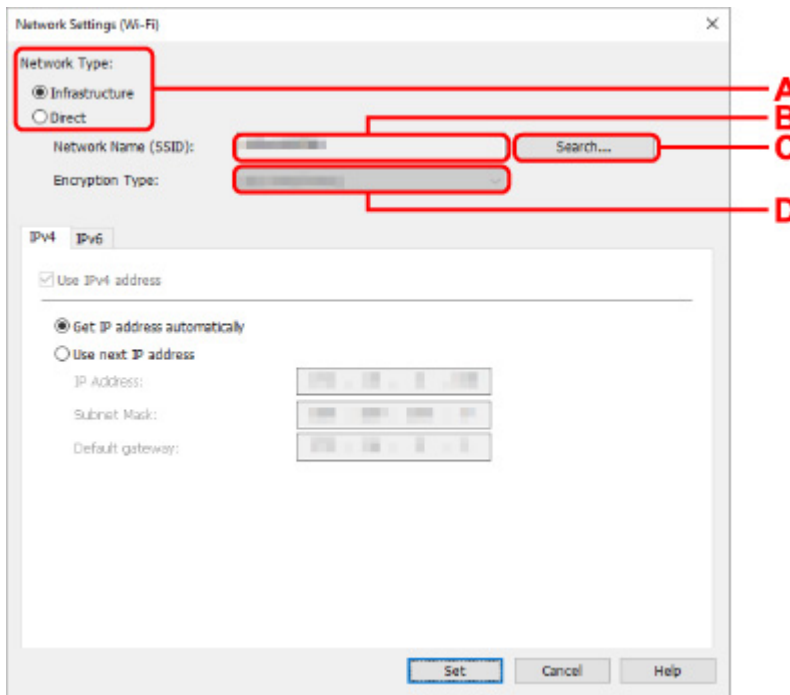 Network Settings (Wi-Fi)
Network Type:
Infrastructure
A
Direct
B
Network Name (SSID):
Search...
C
Encryption Type:
D
IPv4 IPv6
Use IPv4 address
Get IP address automatically
Use next IP address
IP Address:
Subnet Mask:
Default gateway:
Set Cancel Help